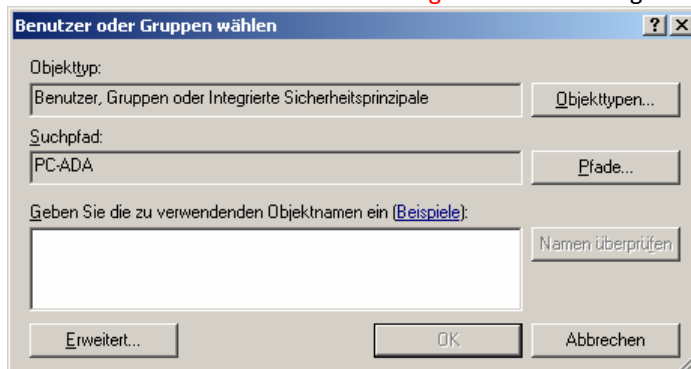 Benutzer oder Gruppen wählen
Objekttyp:
Benutzer, Gruppen oder Integrierte Sicherheitsprinzipale
Objekttypen...
Suchpfad:
PC-ADA
Pfade...
Geben Sie die zu verwendenden Objektnamen ein (Beispiele):
Namen überprüfen
Erweitert...
OK
Abbrechen